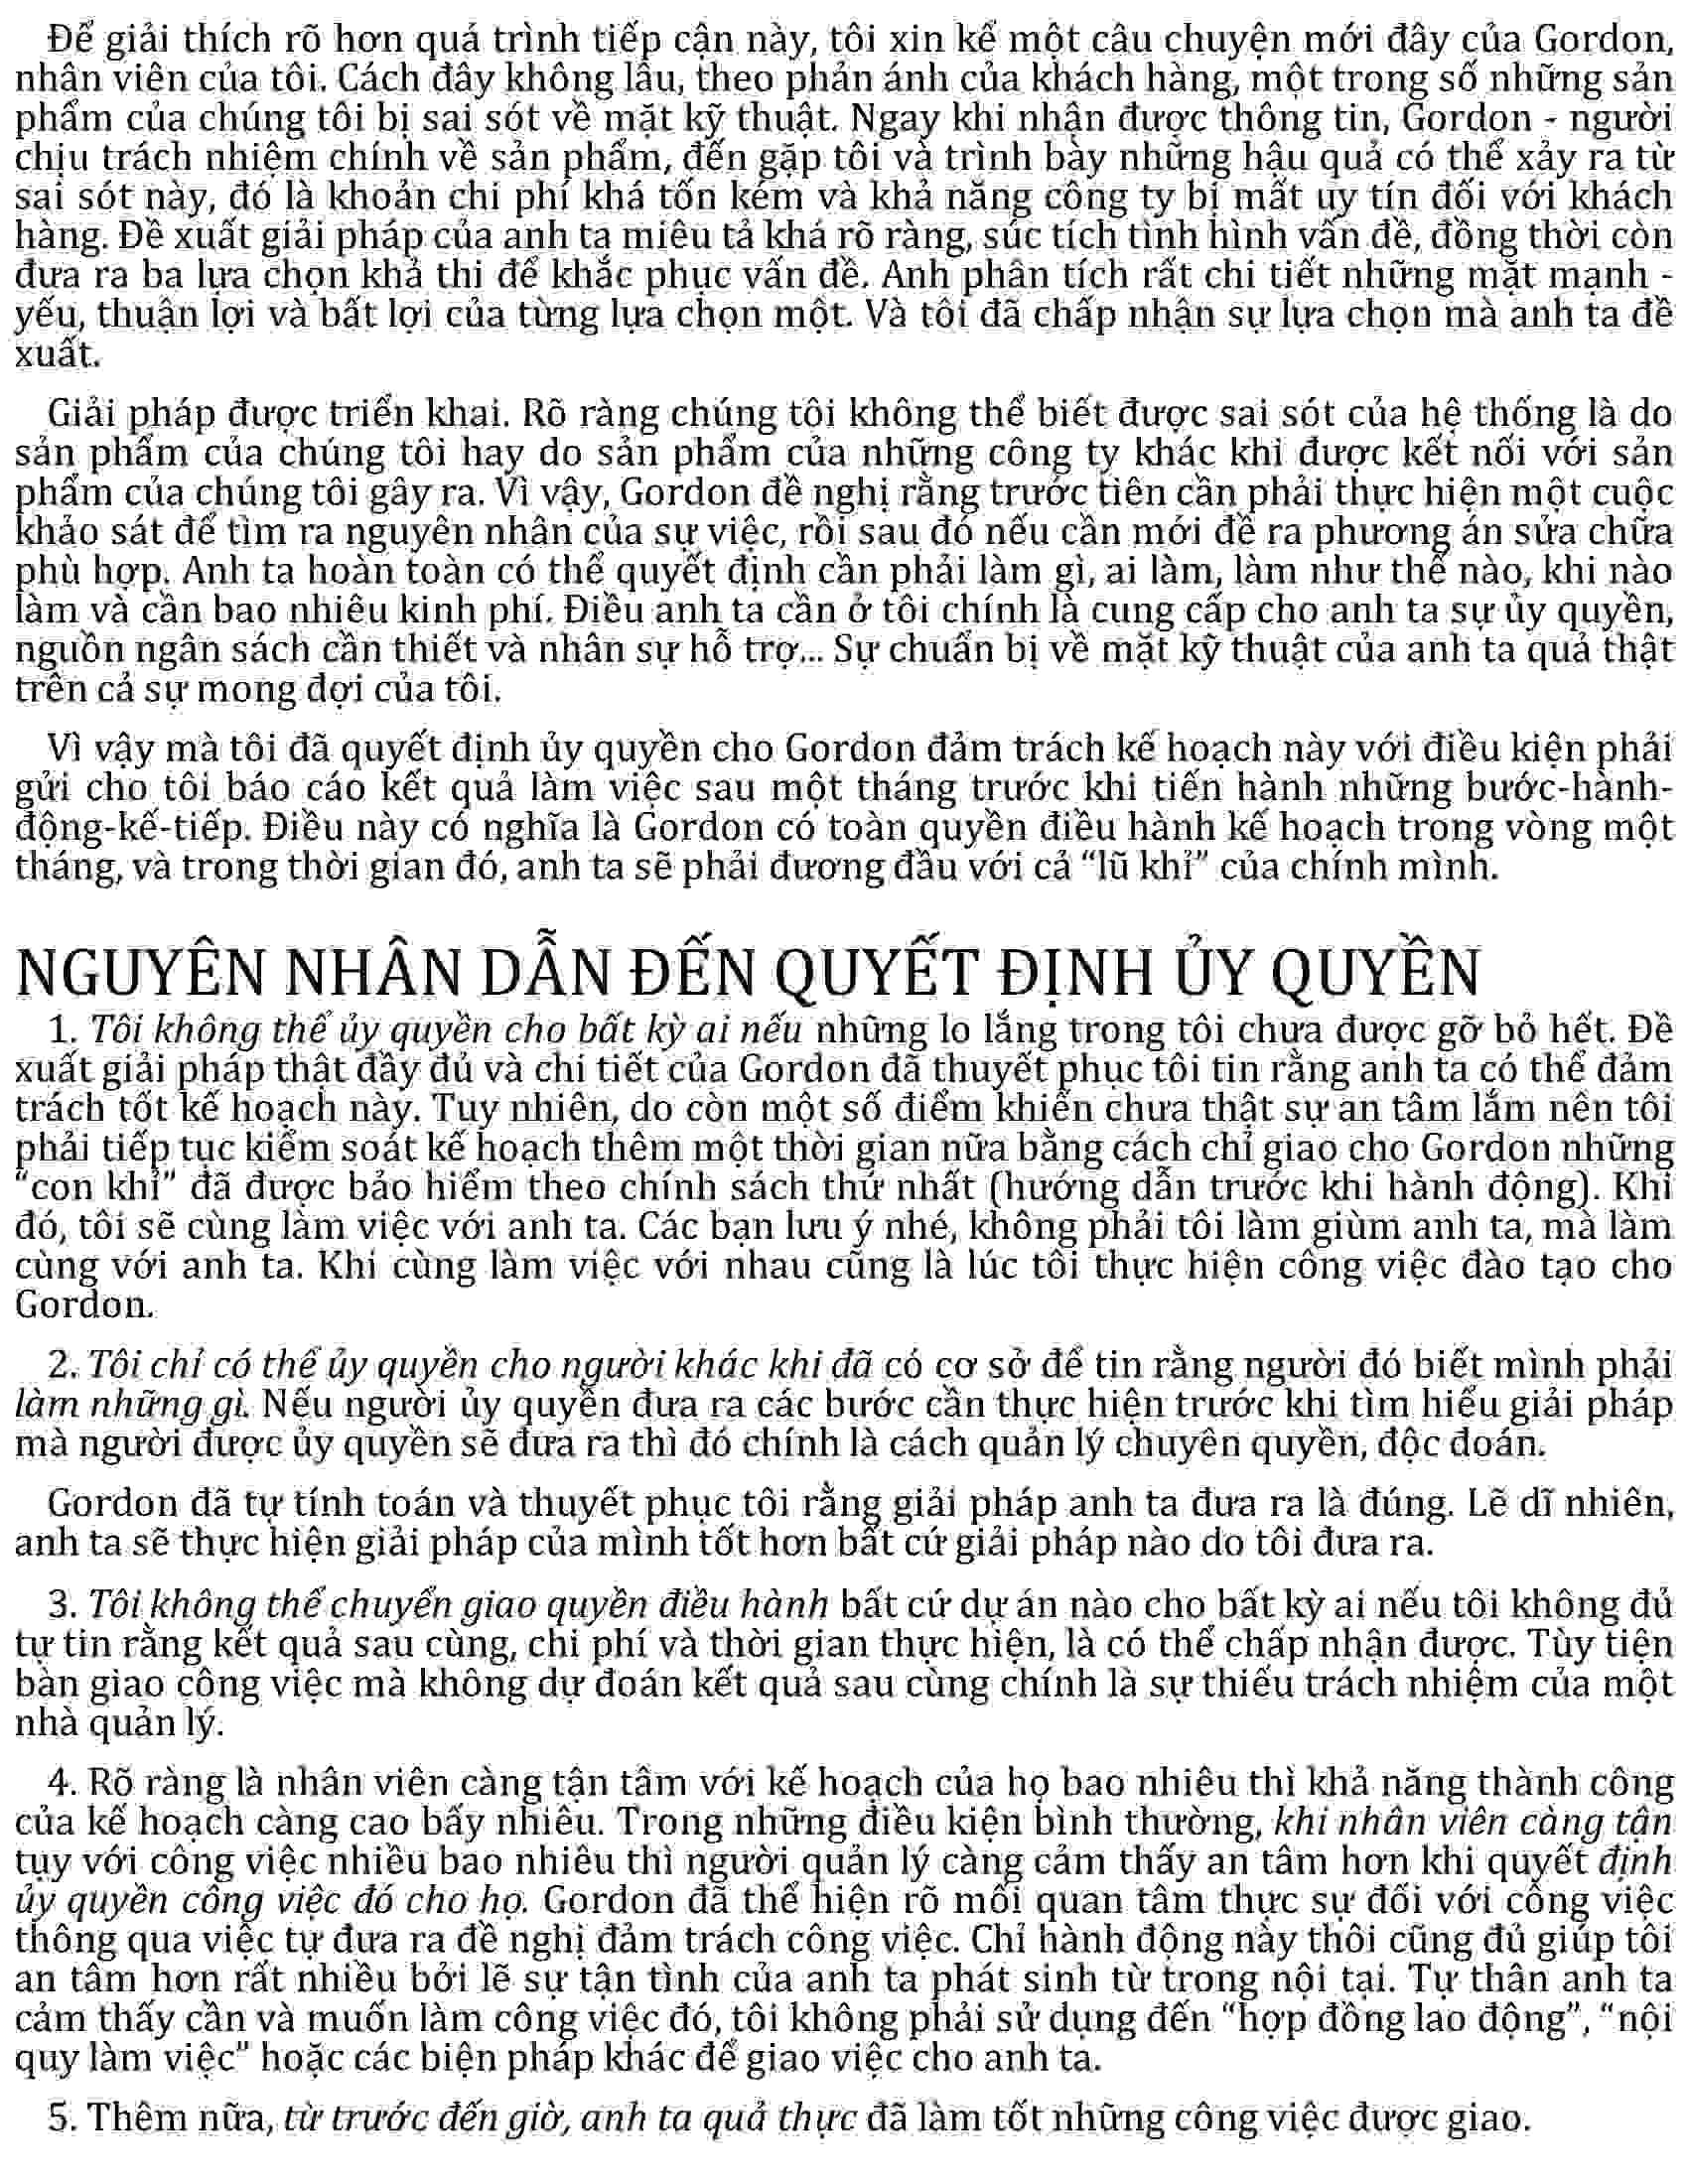 Để giải thích rõ hơn quá trình tiếp cận này, tôi xin kể một câu chuyện mới đây của Gordon,
nhân viên của tôi. Cách đây không lâu, theo phản ánh của khách hàng, một trong số những sản
phẩm của chúng tôi bị sai sót về mặt kỹ thuật. Ngay khi nhận được thông tin, Gordon - người
chịu trách nhiệm chính về sản phẩm, đến gặp tôi và trình bày những hậu quả có thể xảy ra từ
sai sót này, đó là khoản chi phí khá tốn kém và khả năng công ty bị mất uy tín đối với khách
hàng. Đề xuất giải pháp của anh ta miêu tả khá rõ ràng, súc tích tình hình vấn đề, đồng thời còn
đưa ra ba lựa chọn khả thi để khắc phục vấn đề. Anh phân tích rất chi tiết những mặt mạnh -
yếu, thuận lợi và bất lợi của từng lựa chọn một. Và tôi đã chấp nhận sự lựa chọn mà anh ta đề
xuất.
Giải pháp được triển khai. Rõ ràng chúng tôi không thể biết được sai sót của hệ thống là do
sản phẩm của chúng tôi hay do sản phẩm của những công ty khác khi được kết nối với sản
phẩm của chúng tôi gây ra. Vì vậy, Gordon đề nghị rằng trước tiên cần phải thực hiện một cuộc
khảo sát để tìm ra nguyên nhân của sự việc, rồi sau đó nếu cần mới đề ra phương án sửa chữa
phù hợp. Anh ta hoàn toàn có thể quyết định cần phải làm gì, ai làm, làm như thế nào, khi nào
làm và cần bao nhiêu kinh phí. Điều anh ta cần ở tôi chính là cung cấp cho anh ta sự ủy quyền,
nguồn ngân sách cần thiết và nhân sự hỗ trợ... Sự chuẩn bị về mặt kỹ thuật của anh ta quả thật
trên cả sự mong đợi của tôi.
Vì vậy mà tôi đã quyết định ủy quyền cho Gordon đảm trách kế hoạch này với điều kiện phải
gửi cho tôi báo cáo kết quả làm việc sau một tháng trước khi tiến hành những bước-hành-
động-kế-tiếp. Điều này có nghĩa là Gordon có toàn quyền điều hành kế hoạch trong vòng một
tháng, và trong thời gian đó, anh ta sẽ phải đương đầu với cả “lũ khỉ” của chính mình.
NGUYÊN NHÂN DẪN ĐẾN QUYẾT ĐỊNH ỦY QUYỀN
1. Tôi không thể ủy quyền cho bất kỳ ai nếu những lo lắng trong tôi chưa được gỡ bỏ hết. Đề
xuất giải pháp thật đầy đủ và chi tiết của Gordon đã thuyết phục tôi tin rằng anh ta có thể đảm
trách tốt kế hoạch này. Tuy nhiên, do còn một số điểm khiến chưa thật sự an tâm lắm nên tôi
phải tiếp tục kiểm soát kế hoạch thêm một thời gian nữa bằng cách chỉ giao cho Gordon những
“con khỉ” đã được bảo hiểm theo chính sách thứ nhất (hướng dẫn trước khi hành động). Khi
đó, tôi sẽ cùng làm việc với anh ta. Các bạn lưu ý nhé, không phải tôi làm giùm anh ta, mà làm
cùng với anh ta. Khi cùng làm việc với nhau cũng là lúc tôi thực hiện công việc đào tạo cho
Gordon.
2. Tôi chỉ có thể ủy quyền cho người khác khi đã có cơ sở để tin rằng người đó biết mình phải
làm những gì. Nếu người ủy quyền đưa ra các bước cần thực hiện trước khi tìm hiểu giải pháp
mà người được ủy quyền sẽ đưa ra thì đó chính là cách quản lý chuyên quyền, độc đoán.
Gordon đã tự tính toán và thuyết phục tôi rằng giải pháp anh ta đưa ra là đúng. Lẽ dĩ nhiên,
anh ta sẽ thực hiện giải pháp của mình tốt hơn bất cứ giải pháp nào do tôi đưa ra.
3. Tôi không thể chuyển giao quyền điều hành bất cứ dự án nào cho bất kỳ ai nếu tôi không đủ
tự tin rằng kết quả sau cùng, chi phí và thời gian thực hiện, là có thể chấp nhận được. Tùy tiện
bàn giao công việc mà không dự đoán kết quả sau cùng chính là sự thiếu trách nhiệm của một
nhà quản lý.
4. Rõ ràng là nhân viên càng tận tâm với kế hoạch của họ bao nhiêu thì khả năng thành công
của kế hoạch càng cao bấy nhiêu. Trong những điều kiện bình thường, khi nhân viên càng tận
tụy với công việc nhiều bao nhiêu thì người quản lý càng cảm thấy an tâm hơn khi quyết định
ủy quyền công việc đó cho họ. Gordon đã thể hiện rõ mối quan tâm thực sự đối với công việc
thông qua việc tự đưa ra đề nghị đảm trách công việc. Chỉ hành động này thôi cũng đủ giúp tôi
an tâm hơn rất nhiều bởi lẽ sự tận tình của anh ta phát sinh từ trong nội tại. Tự thân anh ta
cảm thấy cần và muốn làm công việc đó, tôi không phải sử dụng đến “hợp đồng lao động”, “nội
quy làm việc” hoặc các biện pháp khác để giao việc cho anh ta.
5. Thêm nữa, từ trước đến giờ, anh ta quả thực đã làm tốt những công việc được giao.